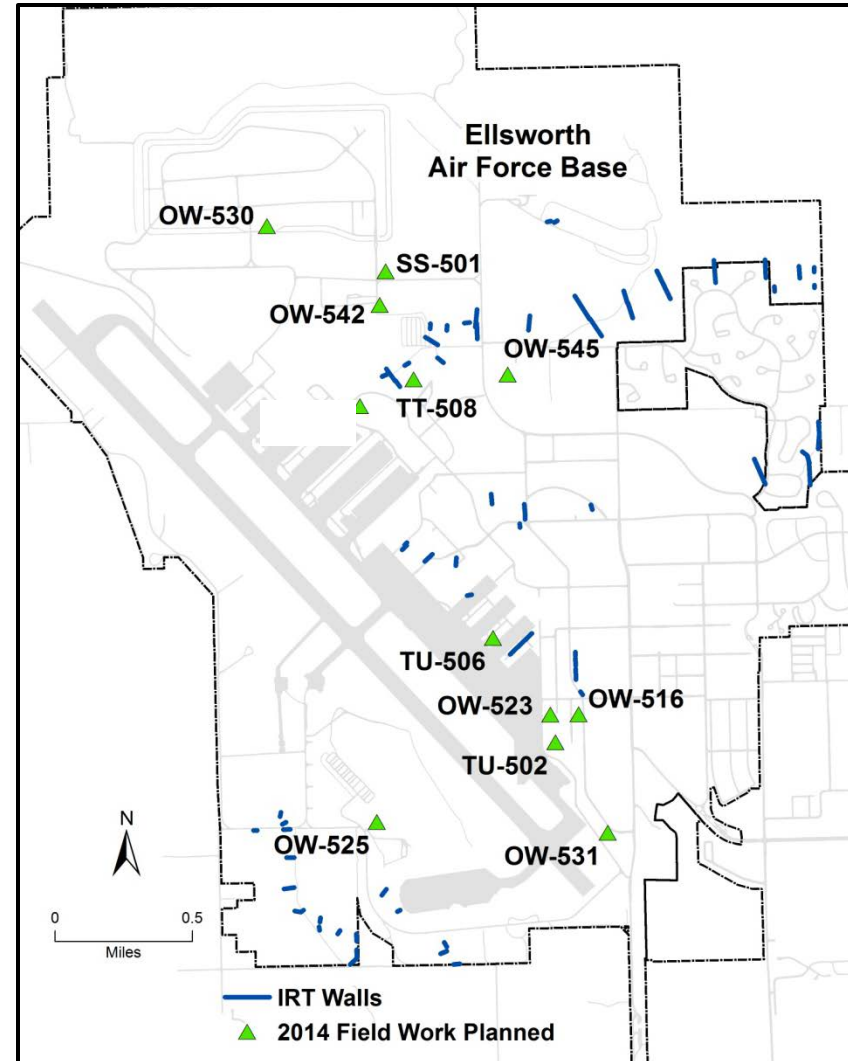 Ellsworth
Air Force Base
OW-530
SS-501
OW-542
OW-545
TT-508
TU-506
OW-523
OW-516
TU-502
OW-525
OW-531
N
0
0.5
Miles
IRT Walls
2014 Field Work Planned